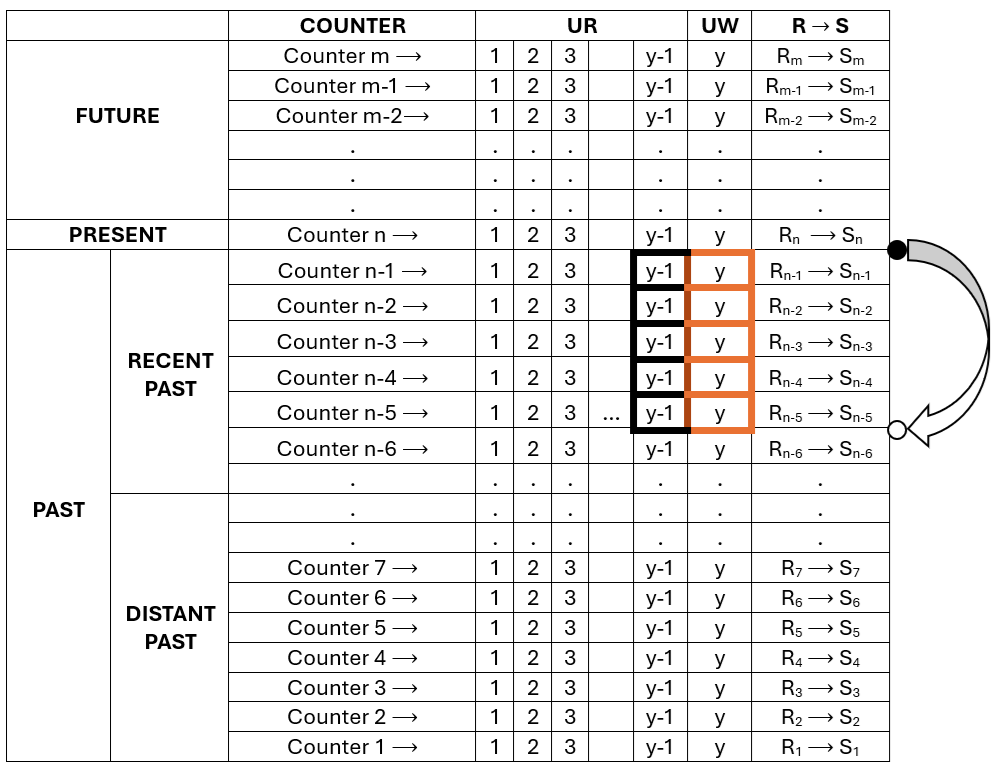 COUNTER UR UW R → S
FUTURE
Counter m ⟶ 1 2 3 y-1 y Rₘ ⟶ Sₘ
Counter m-1 ⟶ 1 2 3 y-1 y Rₘ₋₁ ⟶ Sₘ₋₁
Counter m-2⟶ 1 2 3 y-1 y Rₘ₋₂ ⟶ Sₘ₋₂
. . . . . . .
. . . . . . .
. . . . . . .
PRESENT Counter n ⟶ 1 2 3 y-1 y Rₙ ⟶ Sₙ
PAST
RECENT
PAST
Counter n-1 ⟶ 1 2 3 y-1 y Rₙ₋₁ ⟶ Sₙ₋₁
Counter n-2 ⟶ 1 2 3 y-1 y Rₙ₋₂ ⟶ Sₙ₋₂
Counter n-3 ⟶ 1 2 3 y-1 y Rₙ₋₃ ⟶ Sₙ₋₃
Counter n-4 ⟶ 1 2 3 y-1 y Rₙ₋₄ ⟶ Sₙ₋₄
Counter n-5 ⟶ 1 2 3 ... y-1 y Rₙ₋₅ ⟶ Sₙ₋₅
Counter n-6 ⟶ 1 2 3 y-1 y Rₙ₋₆ ⟶ Sₙ₋₆
. . . . . . .
DISTANT
PAST
. . . . . . .
. . . . . . .
Counter 7 ⟶ 1 2 3 y-1 y R₇ ⟶ S₇
Counter 6 ⟶ 1 2 3 y-1 y R₆ ⟶ S₆
Counter 5 ⟶ 1 2 3 y-1 y R₅ ⟶ S₅
Counter 4 ⟶ 1 2 3 y-1 y R₄ ⟶ S₄
Counter 3 ⟶ 1 2 3 y-1 y R₃ ⟶ S₃
Counter 2 ⟶ 1 2 3 y-1 y R₂ ⟶ S₂
Counter 1 ⟶ 1 2 3 y-1 y R₁ ⟶ S₁